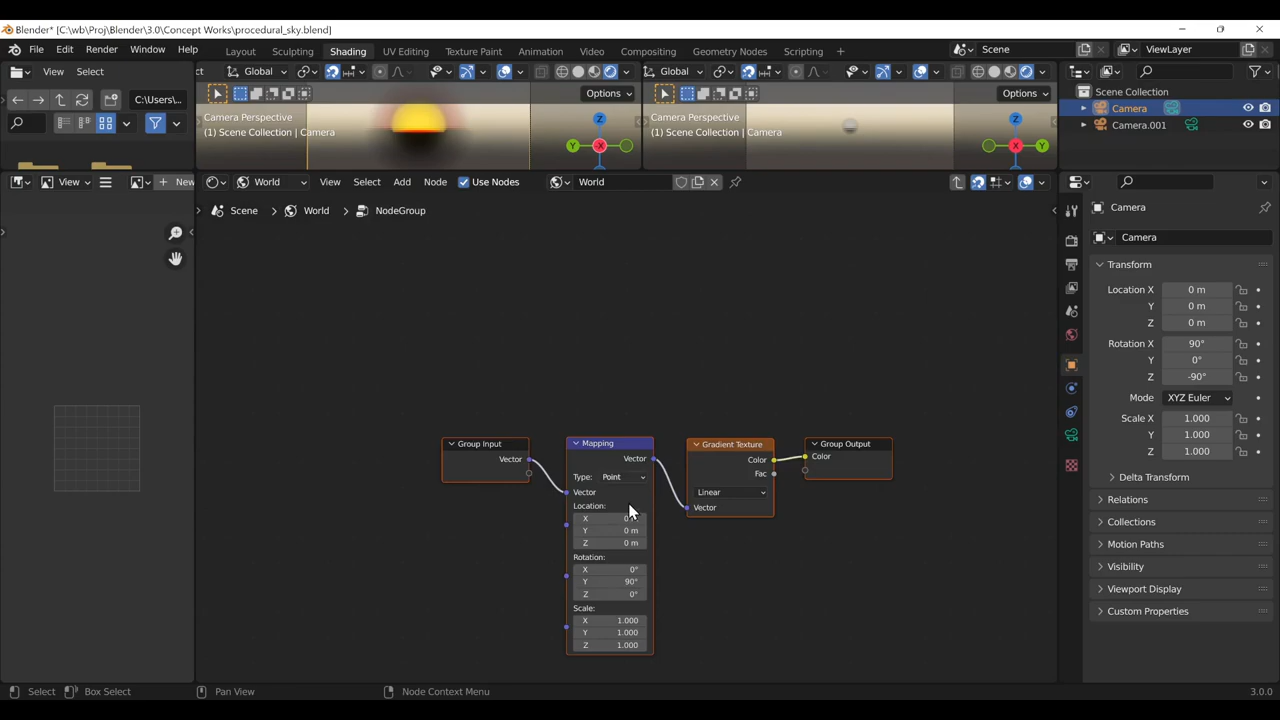 Blender* [C:\wb\Proj\Blender\3.0\Concept Works\procedural_sky.blend]
File Edit Render Window Help
Layout Sculpting Shading UV Editing Texture Paint Animation Video Compositing Geometry Nodes Scripting +
Scene ViewLayer
View Select
ct Global
Global
C:\Users\...
Options
Options
Scene Collection
Camera
Camera.001
Camera Perspective
(1) Scene Collection | Camera
Z
Y
-X
Camera Perspective
(1) Scene Collection | Camera
Z
X
Y
View
+ New
World View Select Add Node Use Nodes World
Scene > World > NodeGroup
Camera
Camera
Transform
Location X 0 m
Y 0 m
Z 0 m
Rotation X 90°
Y 0°
Z -90°
Mode XYZ Euler
Scale X 1.000
Y 1.000
Z 1.000
Delta Transform
Relations
Collections
Motion Paths
Visibility
Viewport Display
Custom Properties
Group Input
Vector
Mapping
Vector
Type: Point
Vector
Location:
X
Y 0 m
Z 0 m
Rotation:
X 0°
Y 90°
Z 0°
Scale:
X 1.000
Y 1.000
Z 1.000
Gradient Texture
Color
Fac
Linear
Vector
Group Output
Color
Select Box Select Pan View Node Context Menu 3.0.0